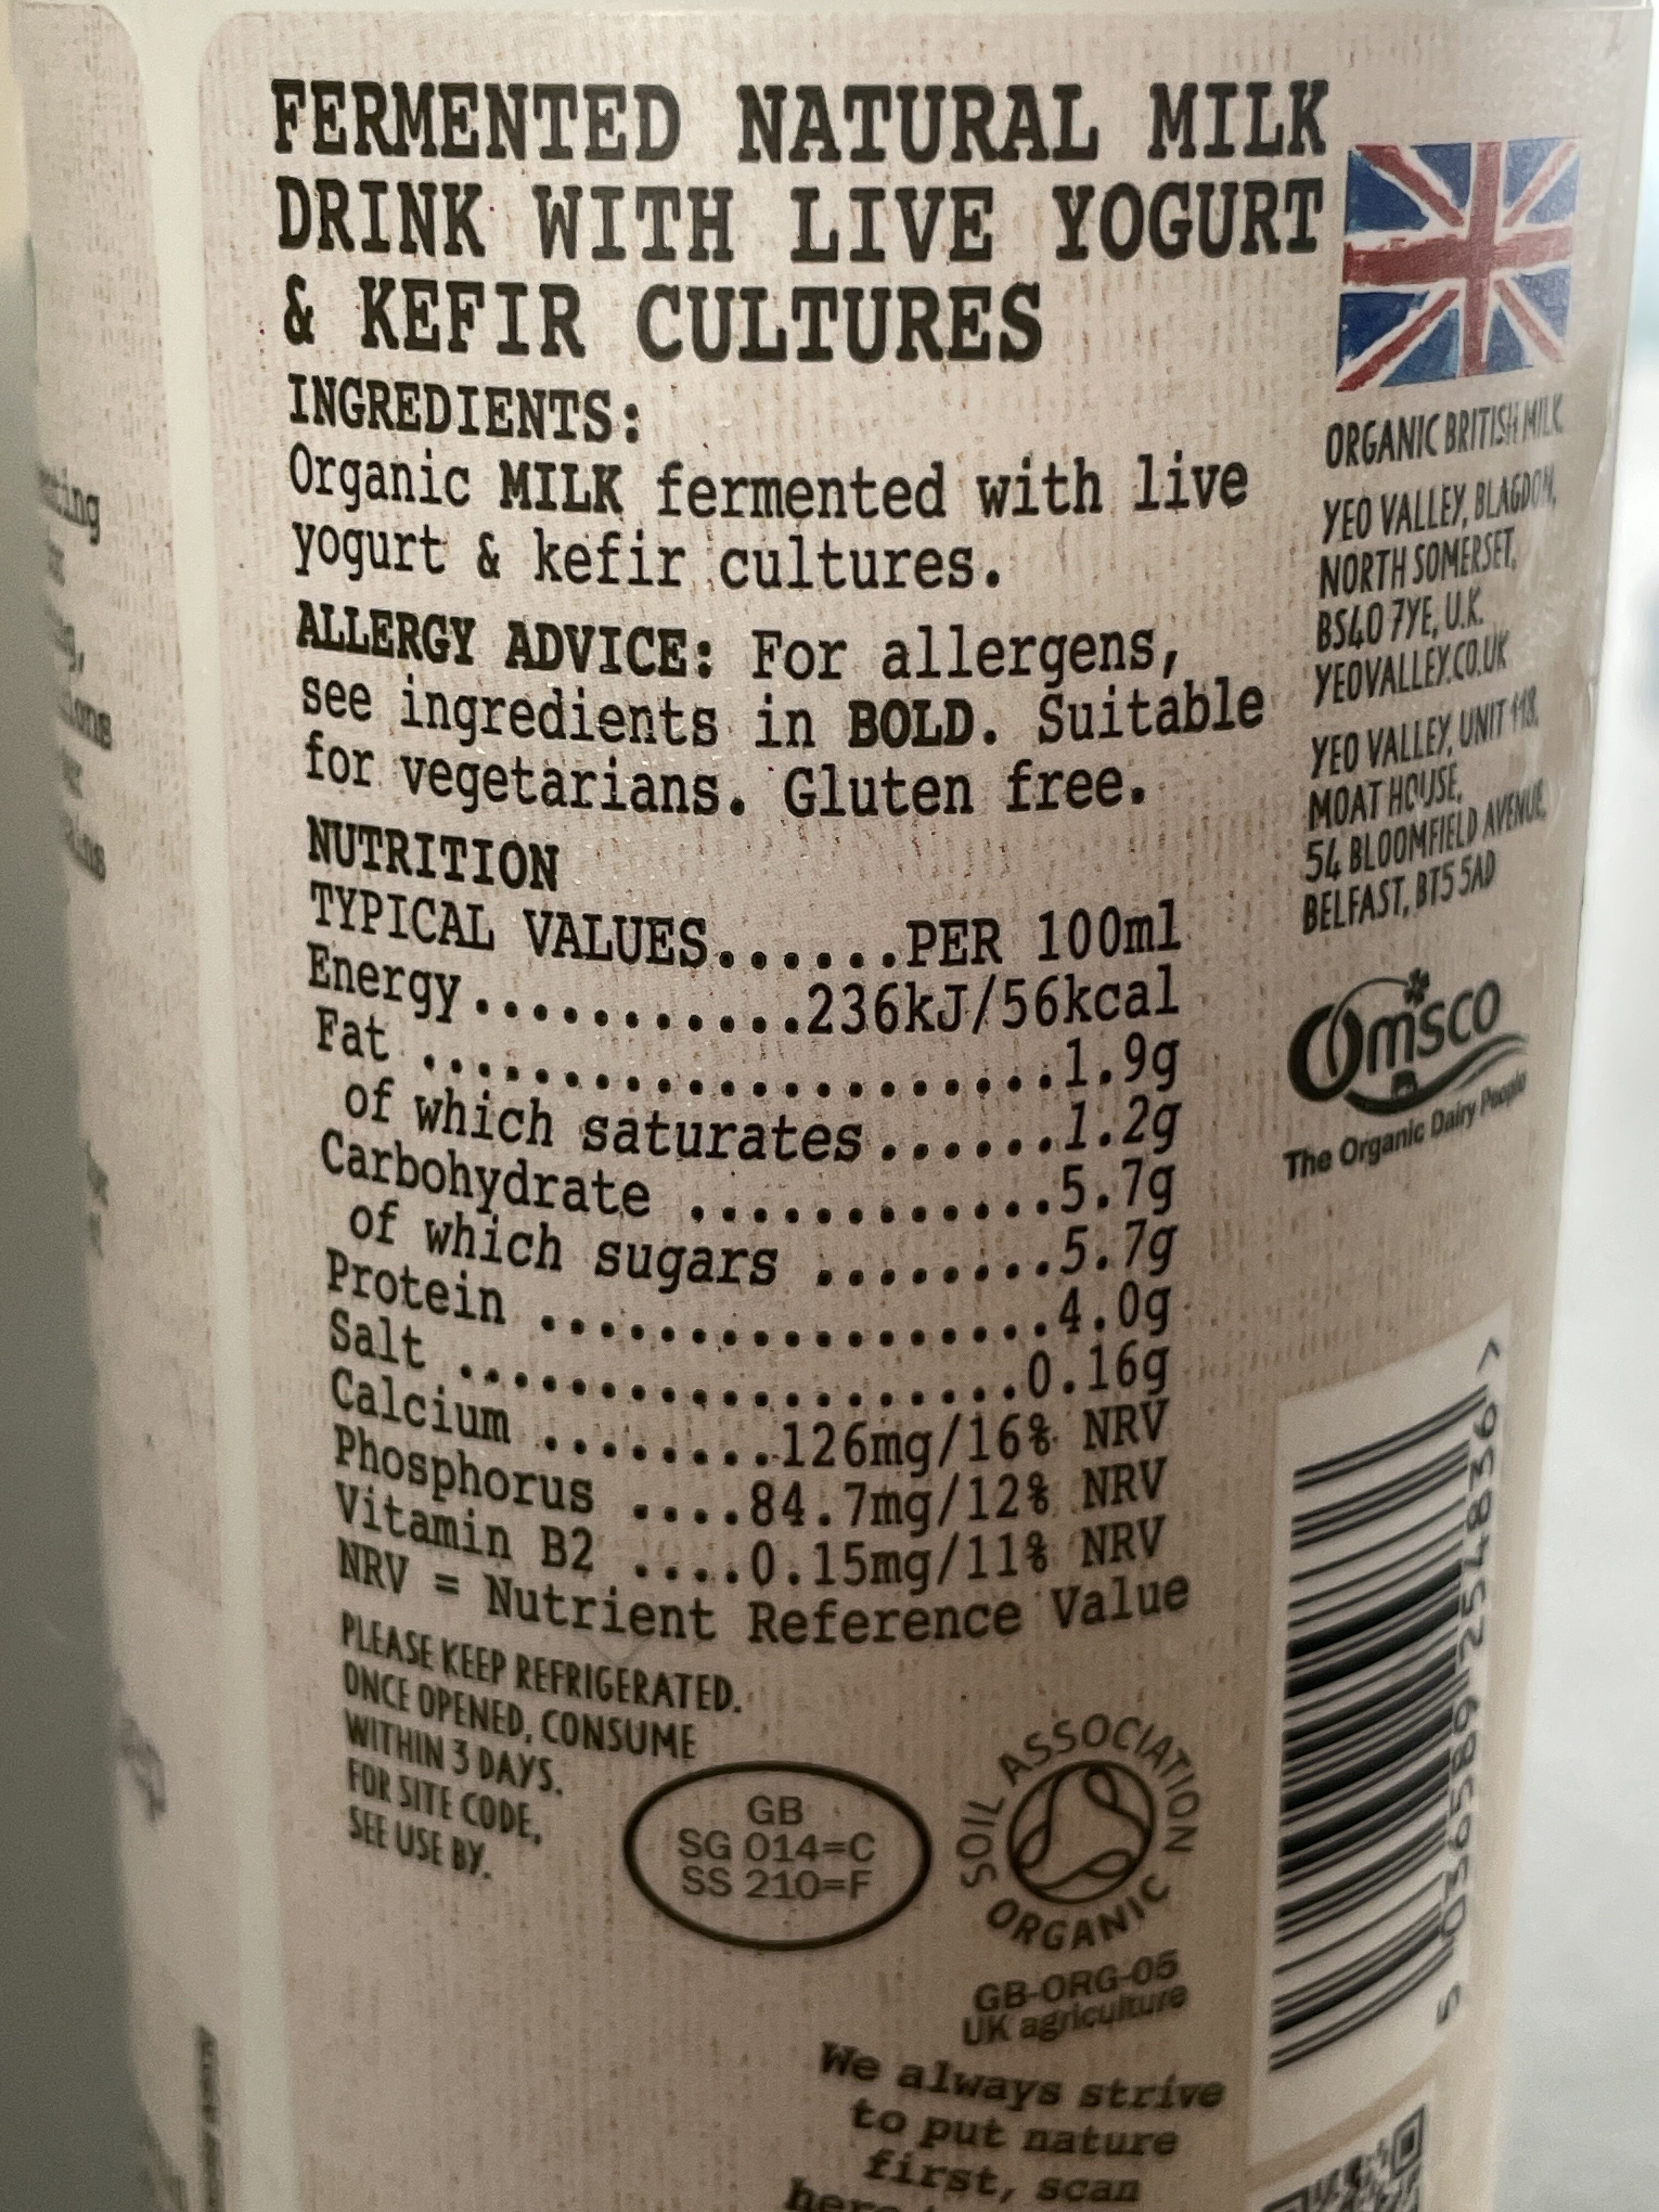 FERMENTED NATURAL MILK
DRINK WITH LIVE YOGURT
& KEFIR CULTURES
INGREDIENTS:
Organic MILK fermented with live
yogurt & kefir cultures.
ALLERGY ADVICE: For allergens,
see ingredients in BOLD. Suitable
for vegetarians. Gluten free.
NUTRITION
TYPICAL VALUES......PER 100ml
Energy...........236kJ/56kcal
Fat ......................1.9g
of which saturates......1.2g
Carbohydrate ............5.7g
of which sugars ........5.7g
Protein .................4.0g
Salt ...................0.16g
Calcium ........126mg/16% NRV
Phosphorus ....84.7mg/12% NRV
Vitamin B2 ....0.15mg/11% NRV
NRV = Nutrient Reference Value
PLEASE KEEP REFRIGERATED.
ONCE OPENED, CONSUME
WITHIN 3 DAYS.
FOR SITE CODE,
SEE USE BY.
GB
SG 014=C
SS 210=F
SOIL ASSOCIATION
ORGANIC
GB-ORG-05
UK agriculture
We always strive
to put nature
first, scan
ORGANIC BRITISH MILK
YEO VALLEY, BLAGDON,
NORTH SOMERSET,
BS40 7YE, U.K.
YEOVALLEY.CO.UK
YEO VALLEY, UNIT 118,
MOAT HOUSE,
54 BLOOMFIELD AVENUE,
BELFAST, BT5 5AD
Omsco
The Organic Dairy People
5 036589 254836 >